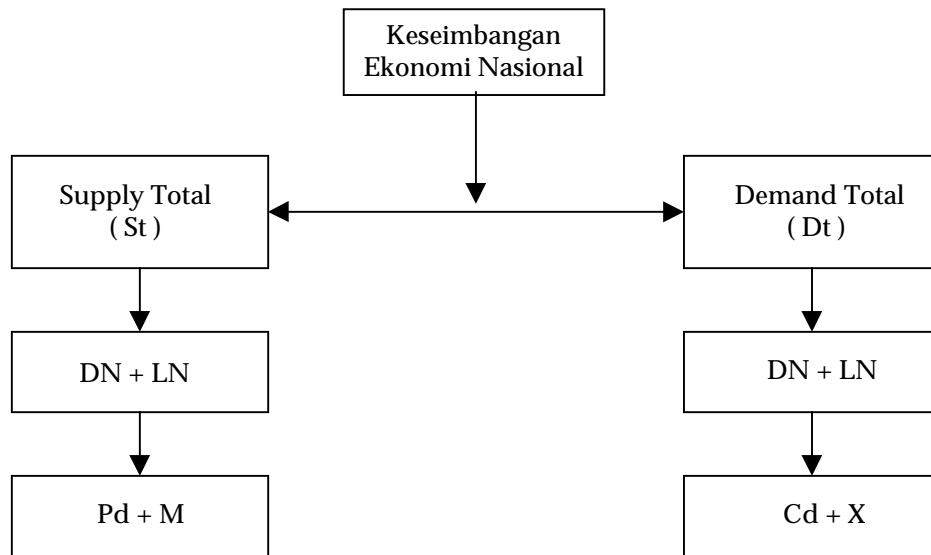 Keseimbangan
Ekonomi Nasional
Supply Total
( St )
Demand Total
( Dt )
DN + LN
DN + LN
Pd + M
Cd + X